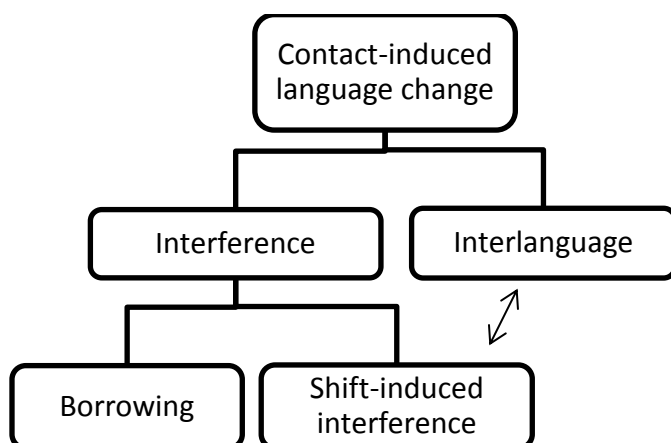 Contact-induced
language change
Interference
Interlanguage
Borrowing
Shift-induced
interference